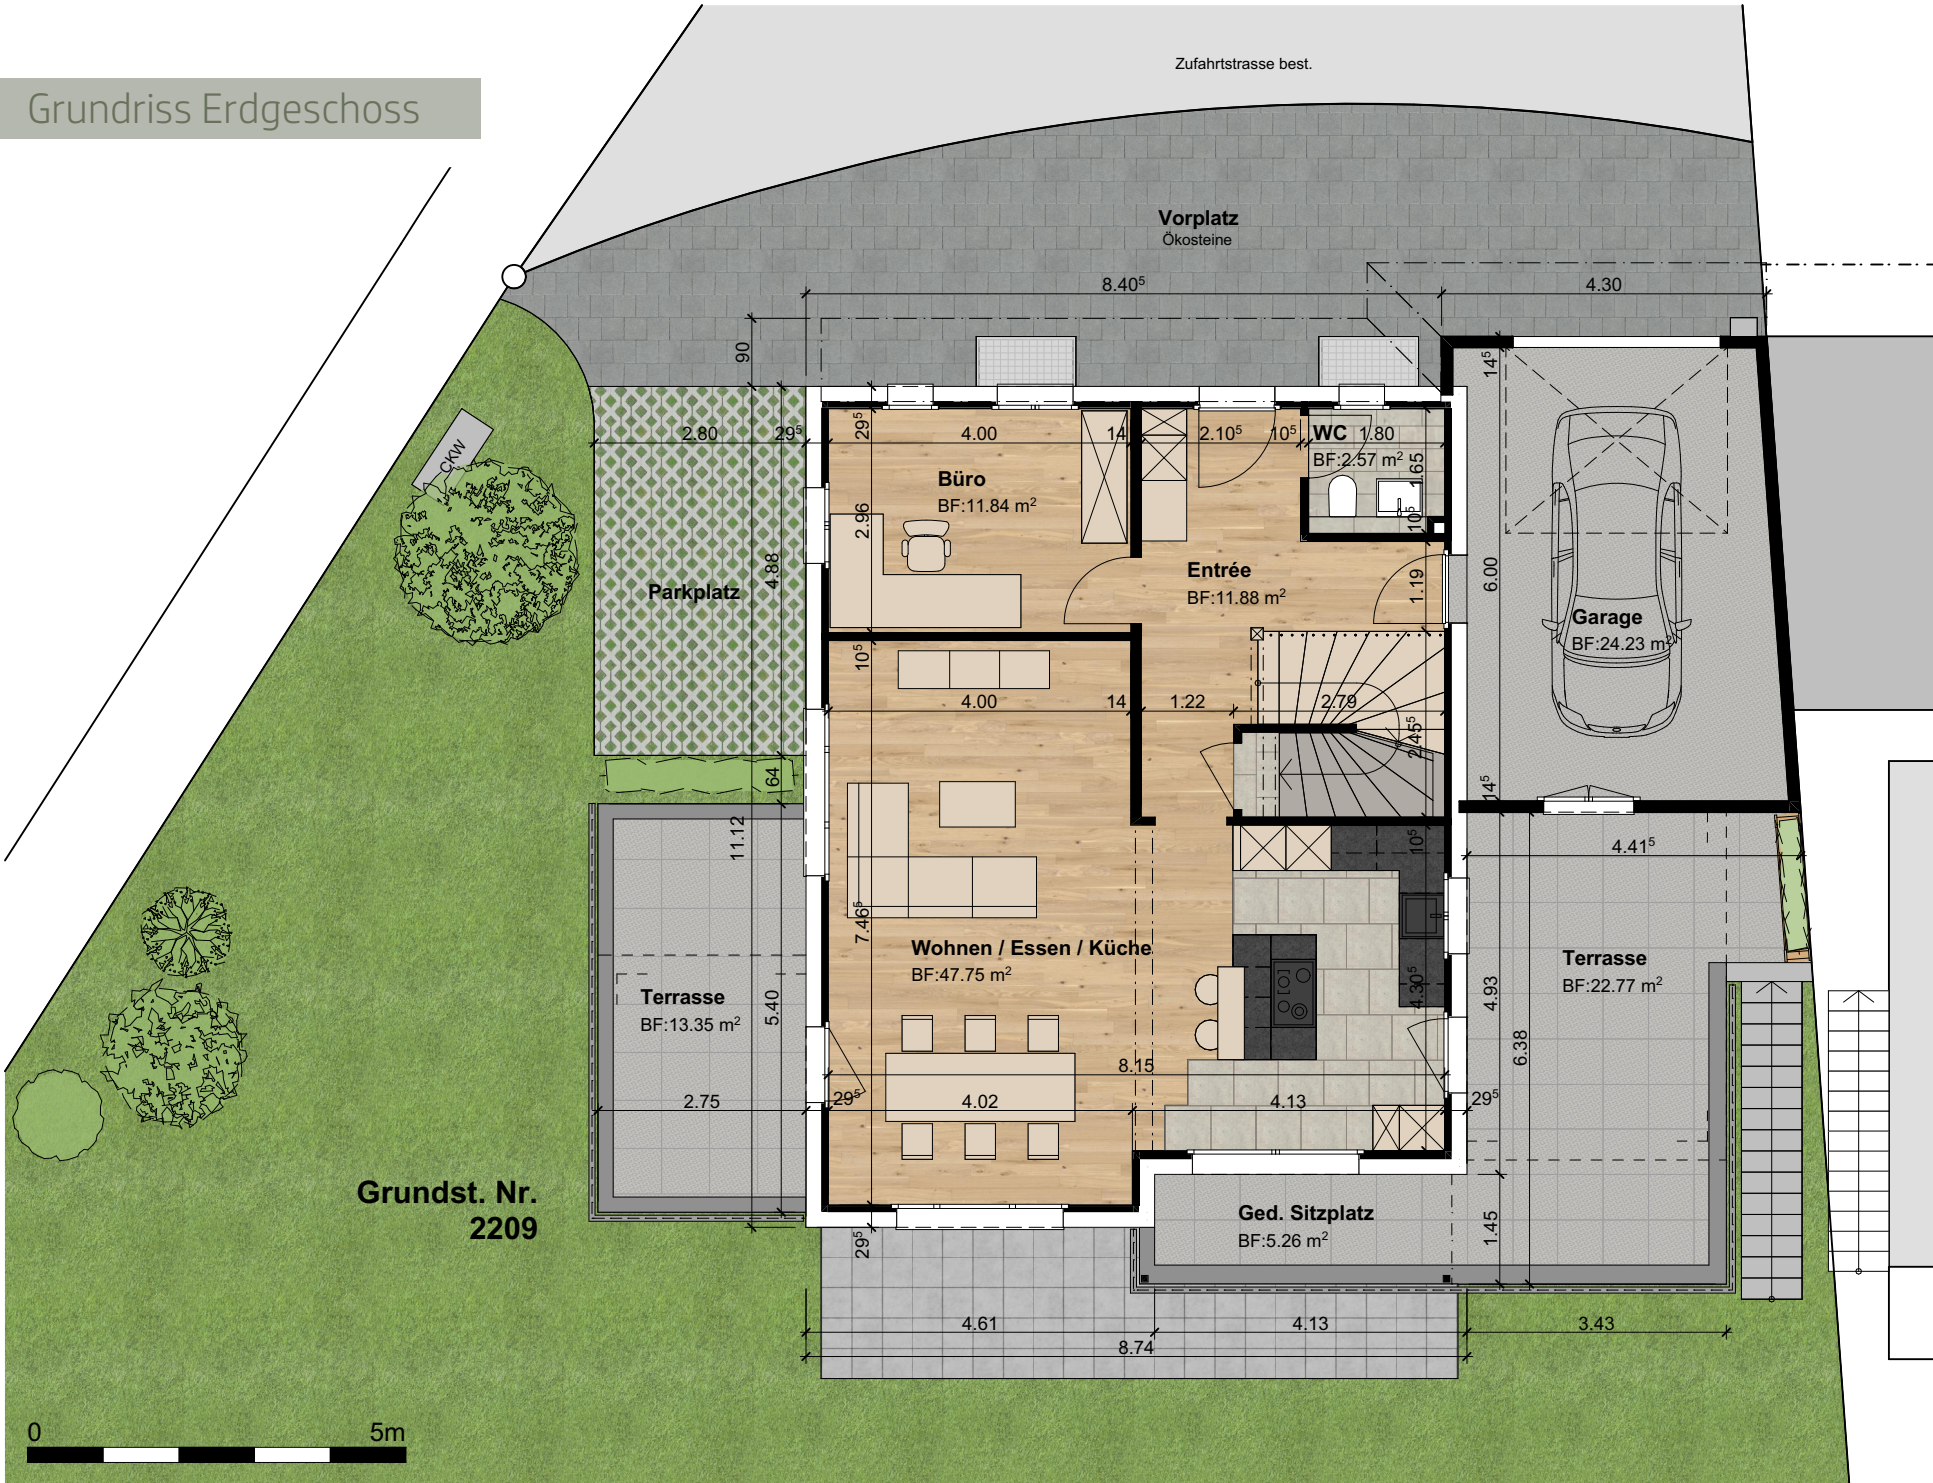 Zufahrtstrasse best.
Grundriss Erdgeschoss
Vorplatz
Ökosteine
8.40⁵
4.30
90
14⁵
29⁵
2.80
29⁵
4.00
14
2.10⁵
10⁵
WC
1.80
BF:2.57 m²
1.65
CKW
Büro
BF:11.84 m²
2.96
10⁵
4.88
6.00
Entrée
BF:11.88 m²
1.19
Parkplatz
Garage
BF:24.23 m²
10⁵
4.00
14
1.22
2.79
2.45⁵
64
14⁵
11.12
10⁵
4.41⁵
7.46⁵
Wohnen / Essen / Küche
BF:47.75 m²
Terrasse
BF:22.77 m²
Terrasse
BF:13.35 m²
5.40
4.30⁵
4.93
6.38
8.15
2.75
29⁵
4.02
4.13
29⁵
Grundst. Nr.
2209
Ged. Sitzplatz
BF:5.26 m²
1.45
29⁵
4.61
4.13
3.43
8.74
0
5m